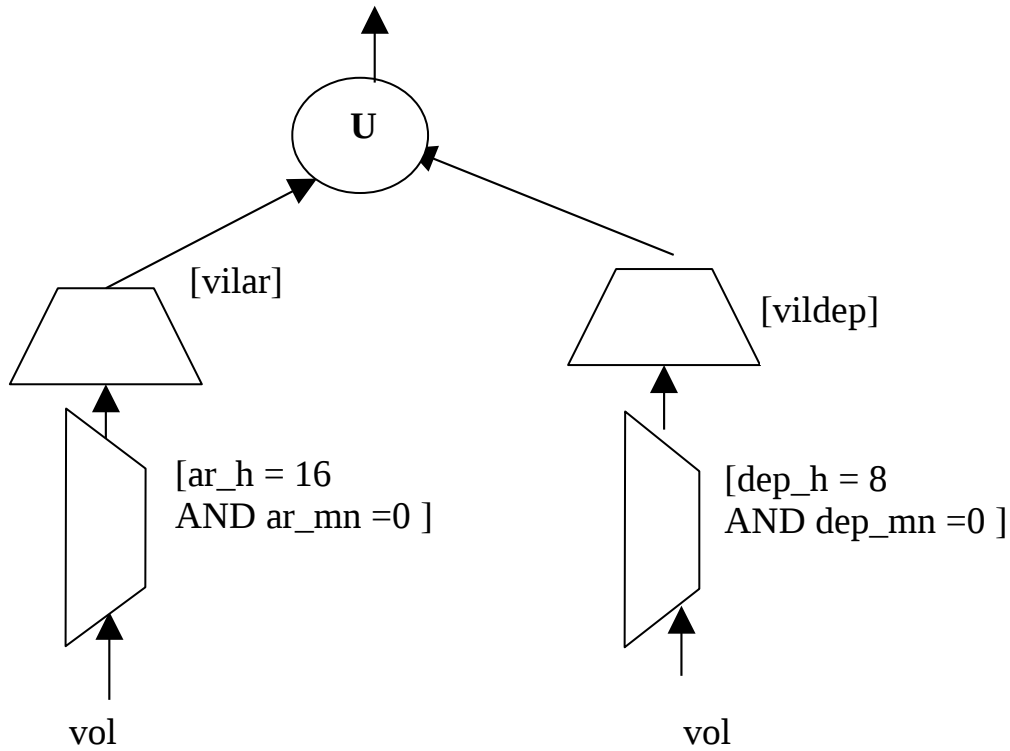 U
[vilar]
[vildep]
[ar_h = 16
AND ar_mn =0 ]
[dep_h = 8
AND dep_mn =0 ]
vol
vol